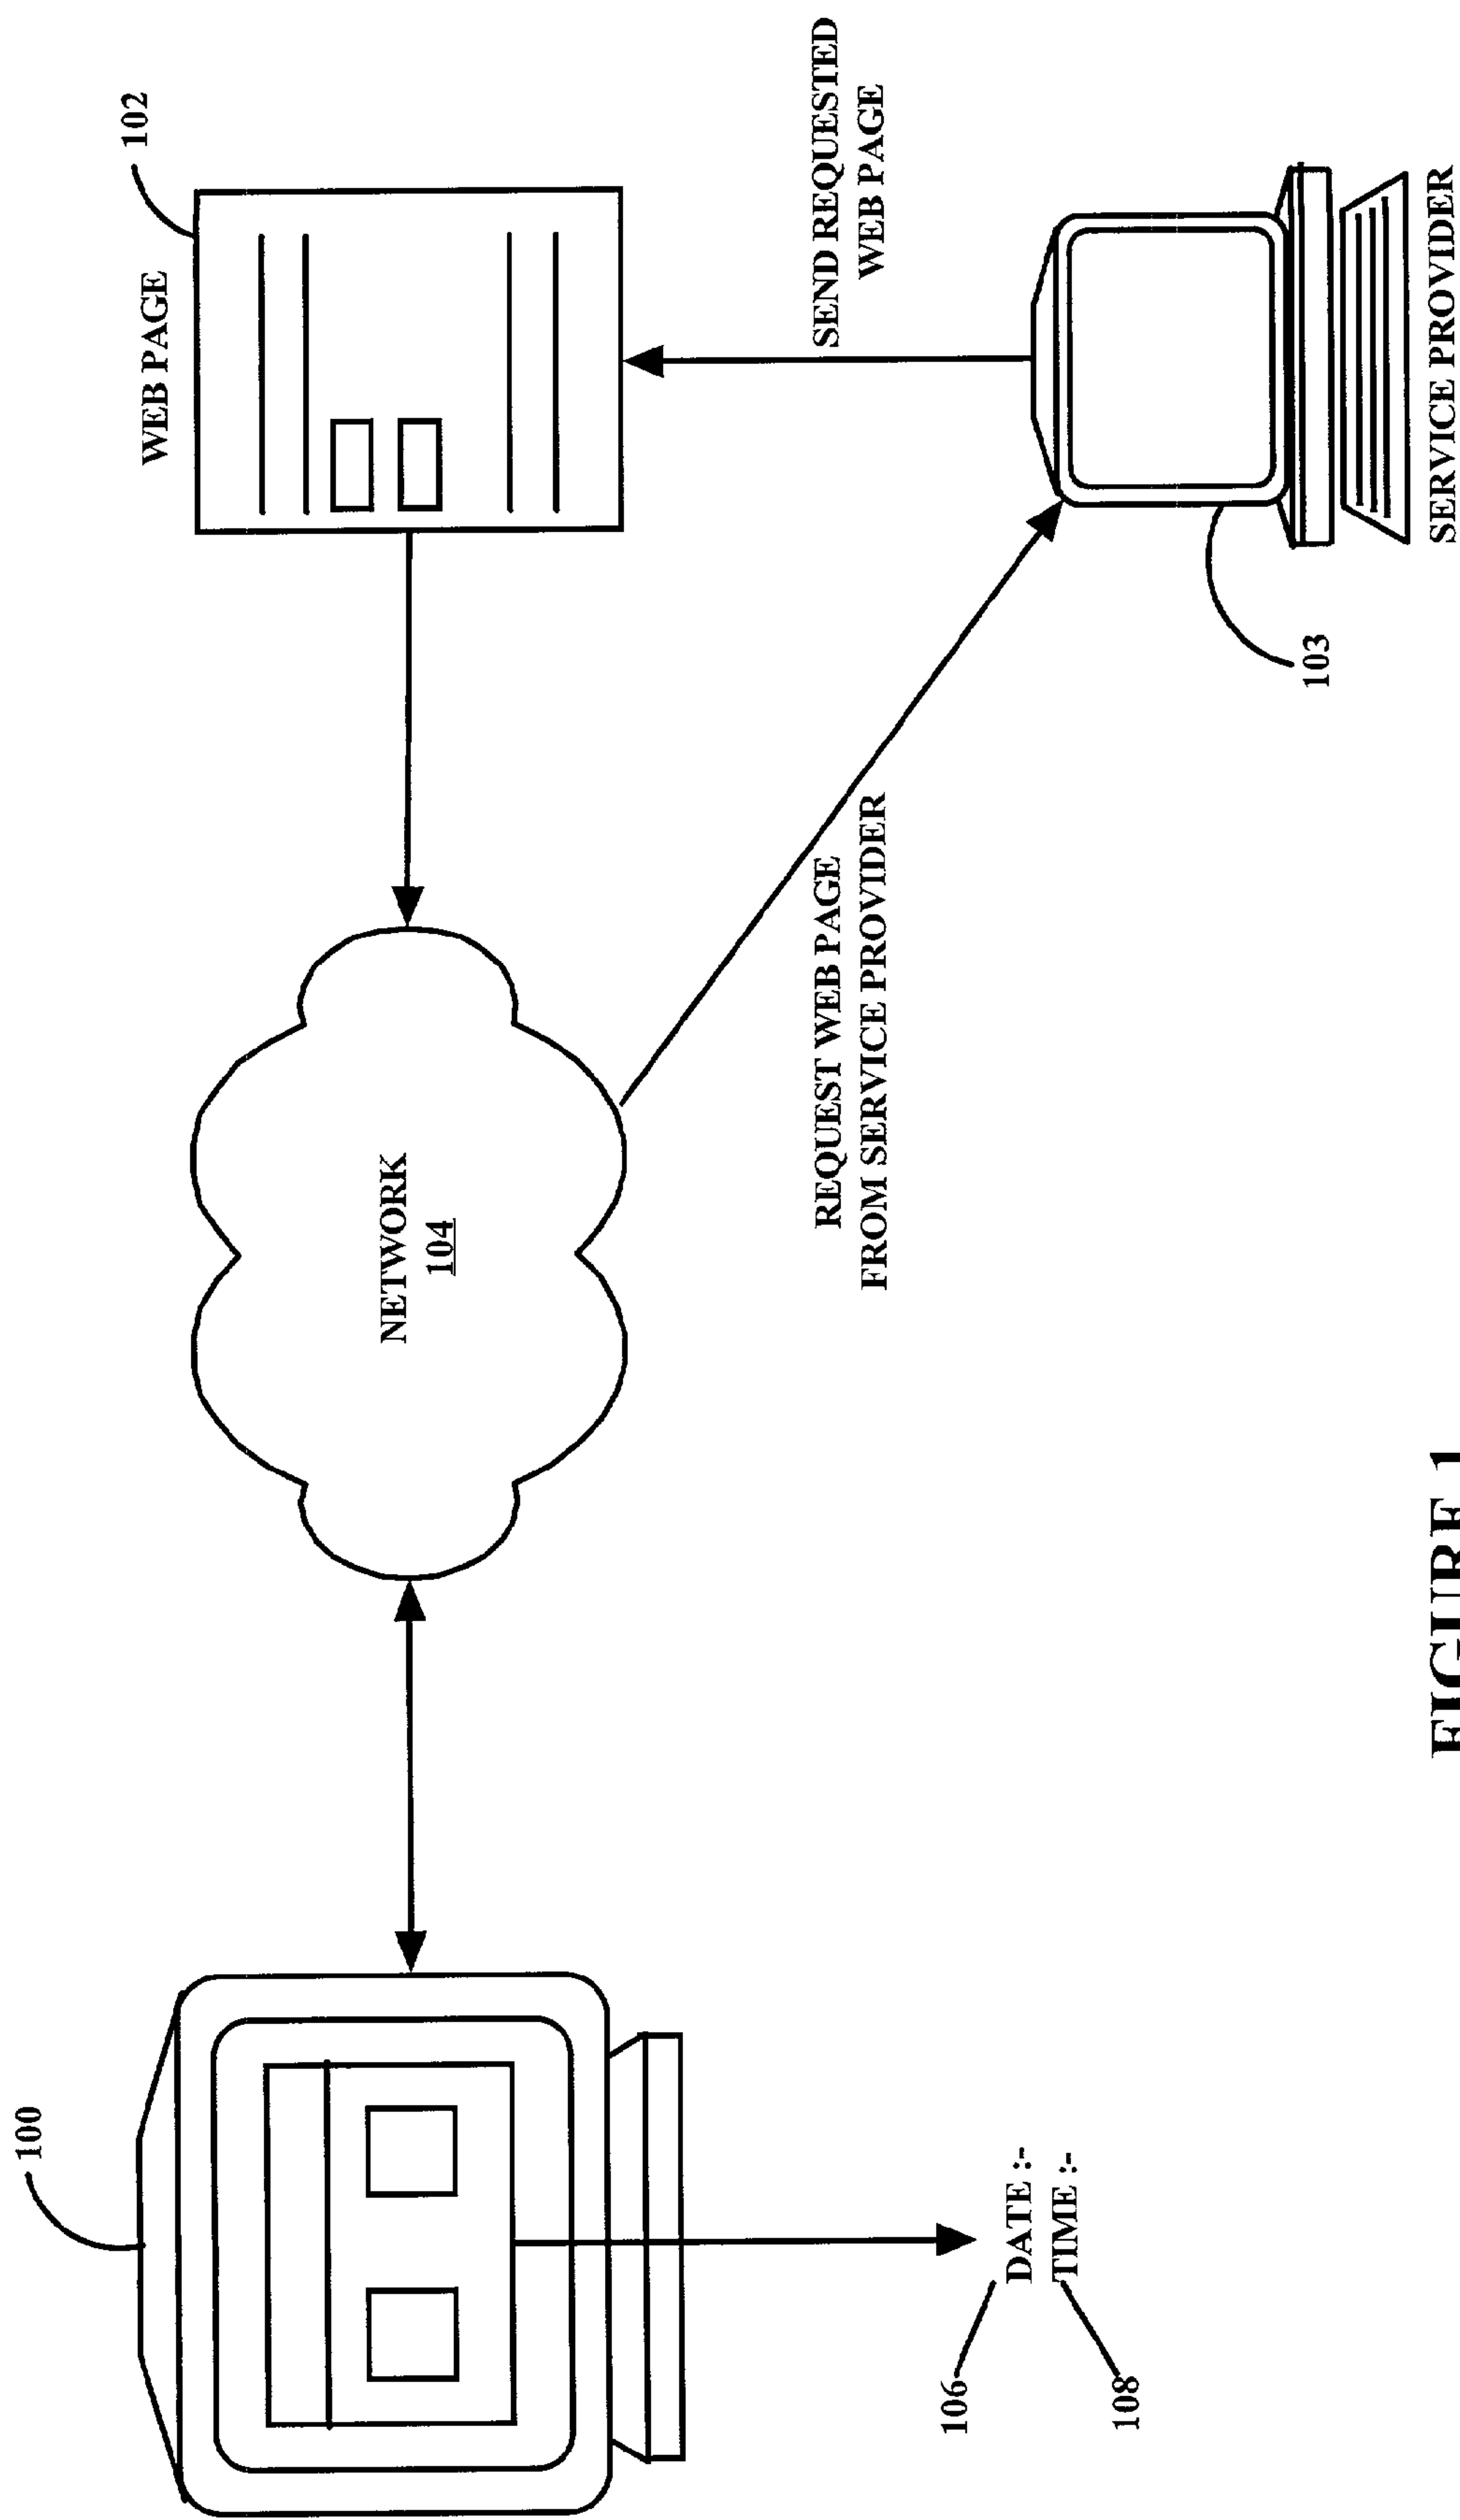 100
102
WEB PAGE
NETWORK
104
SEND REQUESTED
WEB PAGE
REQUEST WEB PAGE
FROM SERVICE PROVIDER
106
DATE :-
TIME :-
108
103
SERVICE PROVIDER
FIGURE 1